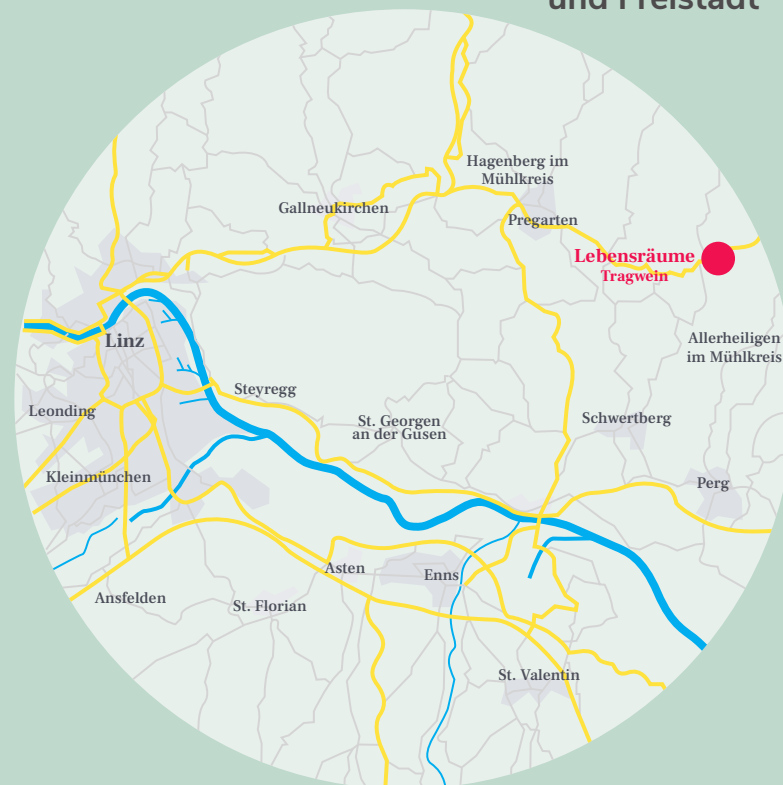 und Freistadt
Hagenberg im
Mühlkreis
Gallneukirchen
Pregarten
Lebensräume
Tragwein
Linz
Allerheiligen
im Mühlkreis
Steyregg
Leonding
St. Georgen
an der Gusen
Schwertberg
Kleinmünchen
Perg
Asten
Enns
Ansfelden
St. Florian
St. Valentin